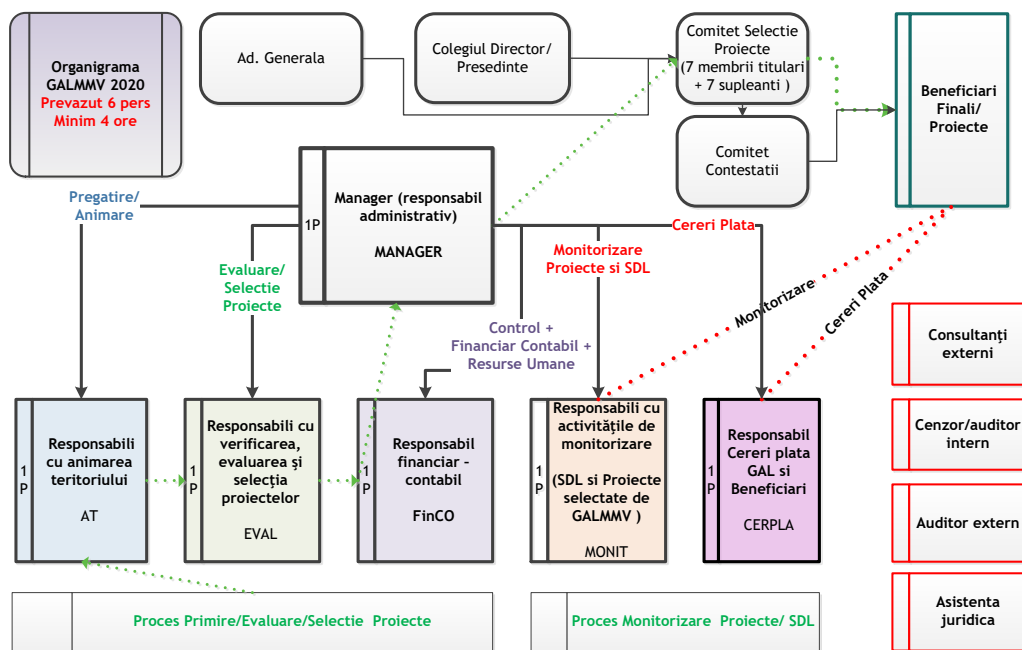 Organigrama
GALMMV 2020
Prevazut 6 pers
Minim 4 ore
Ad. Generala
Colegiul Director/
Presedinte
Comitet Selectie
Proiecte
(7 membrii titulari
+ 7 supleanti )
Beneficiari
Finali/
Proiecte
Comitet
Contestatii
Pregatire/
Animare
1P
Manager (responsabil
administrativ)
MANAGER
Cereri Plata
Evaluare/
Selectie
Proiecte
Monitorizare
Proiecte si SDL
Control +
Financiar Contabil +
Resurse Umane
Monitorizare
Cereri Plata
Consultanţi
externi
Cenzor/auditor
intern
Auditor extern
Asistenta
juridica
1
P
Responsabili
cu animarea
teritoriului
AT
1
P
Responsabili cu
verificarea,
evaluarea şi
selecţia
proiectelor
EVAL
1
P
Responsabil
financiar -
contabil
FinCO
1
P
Responsabili cu
activităţile de
monitorizare
(SDL si Proiecte
selectate de
GALMMV )
MONIT
1
P
Responsabil
Cereri plata
GAL si
Beneficiari
CERPLA
Proces Primire/Evaluare/Selectie Proiecte
Proces Monitorizare Proiecte/ SDL